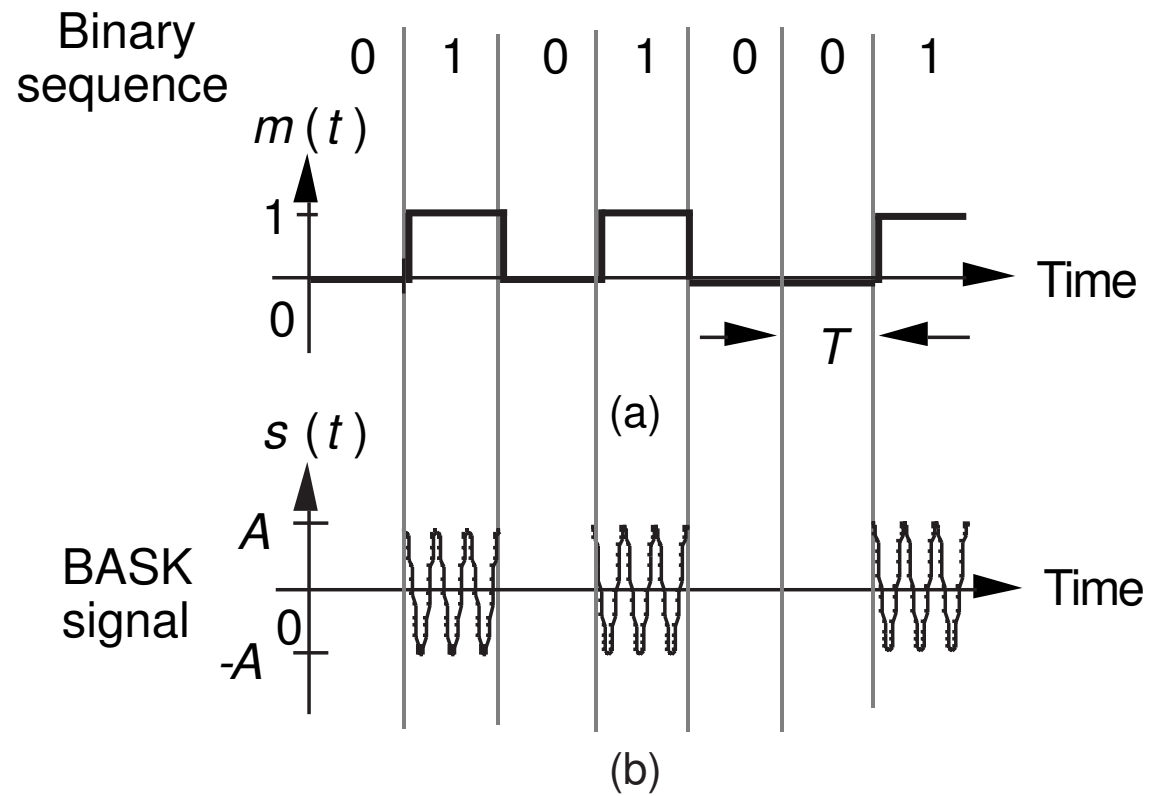 Binary
sequence
0 1 0 1 0 0 1
m ( t )
1
0
Time
T
(a)
s ( t )
A
BASK
signal
0
-A
Time
(b)